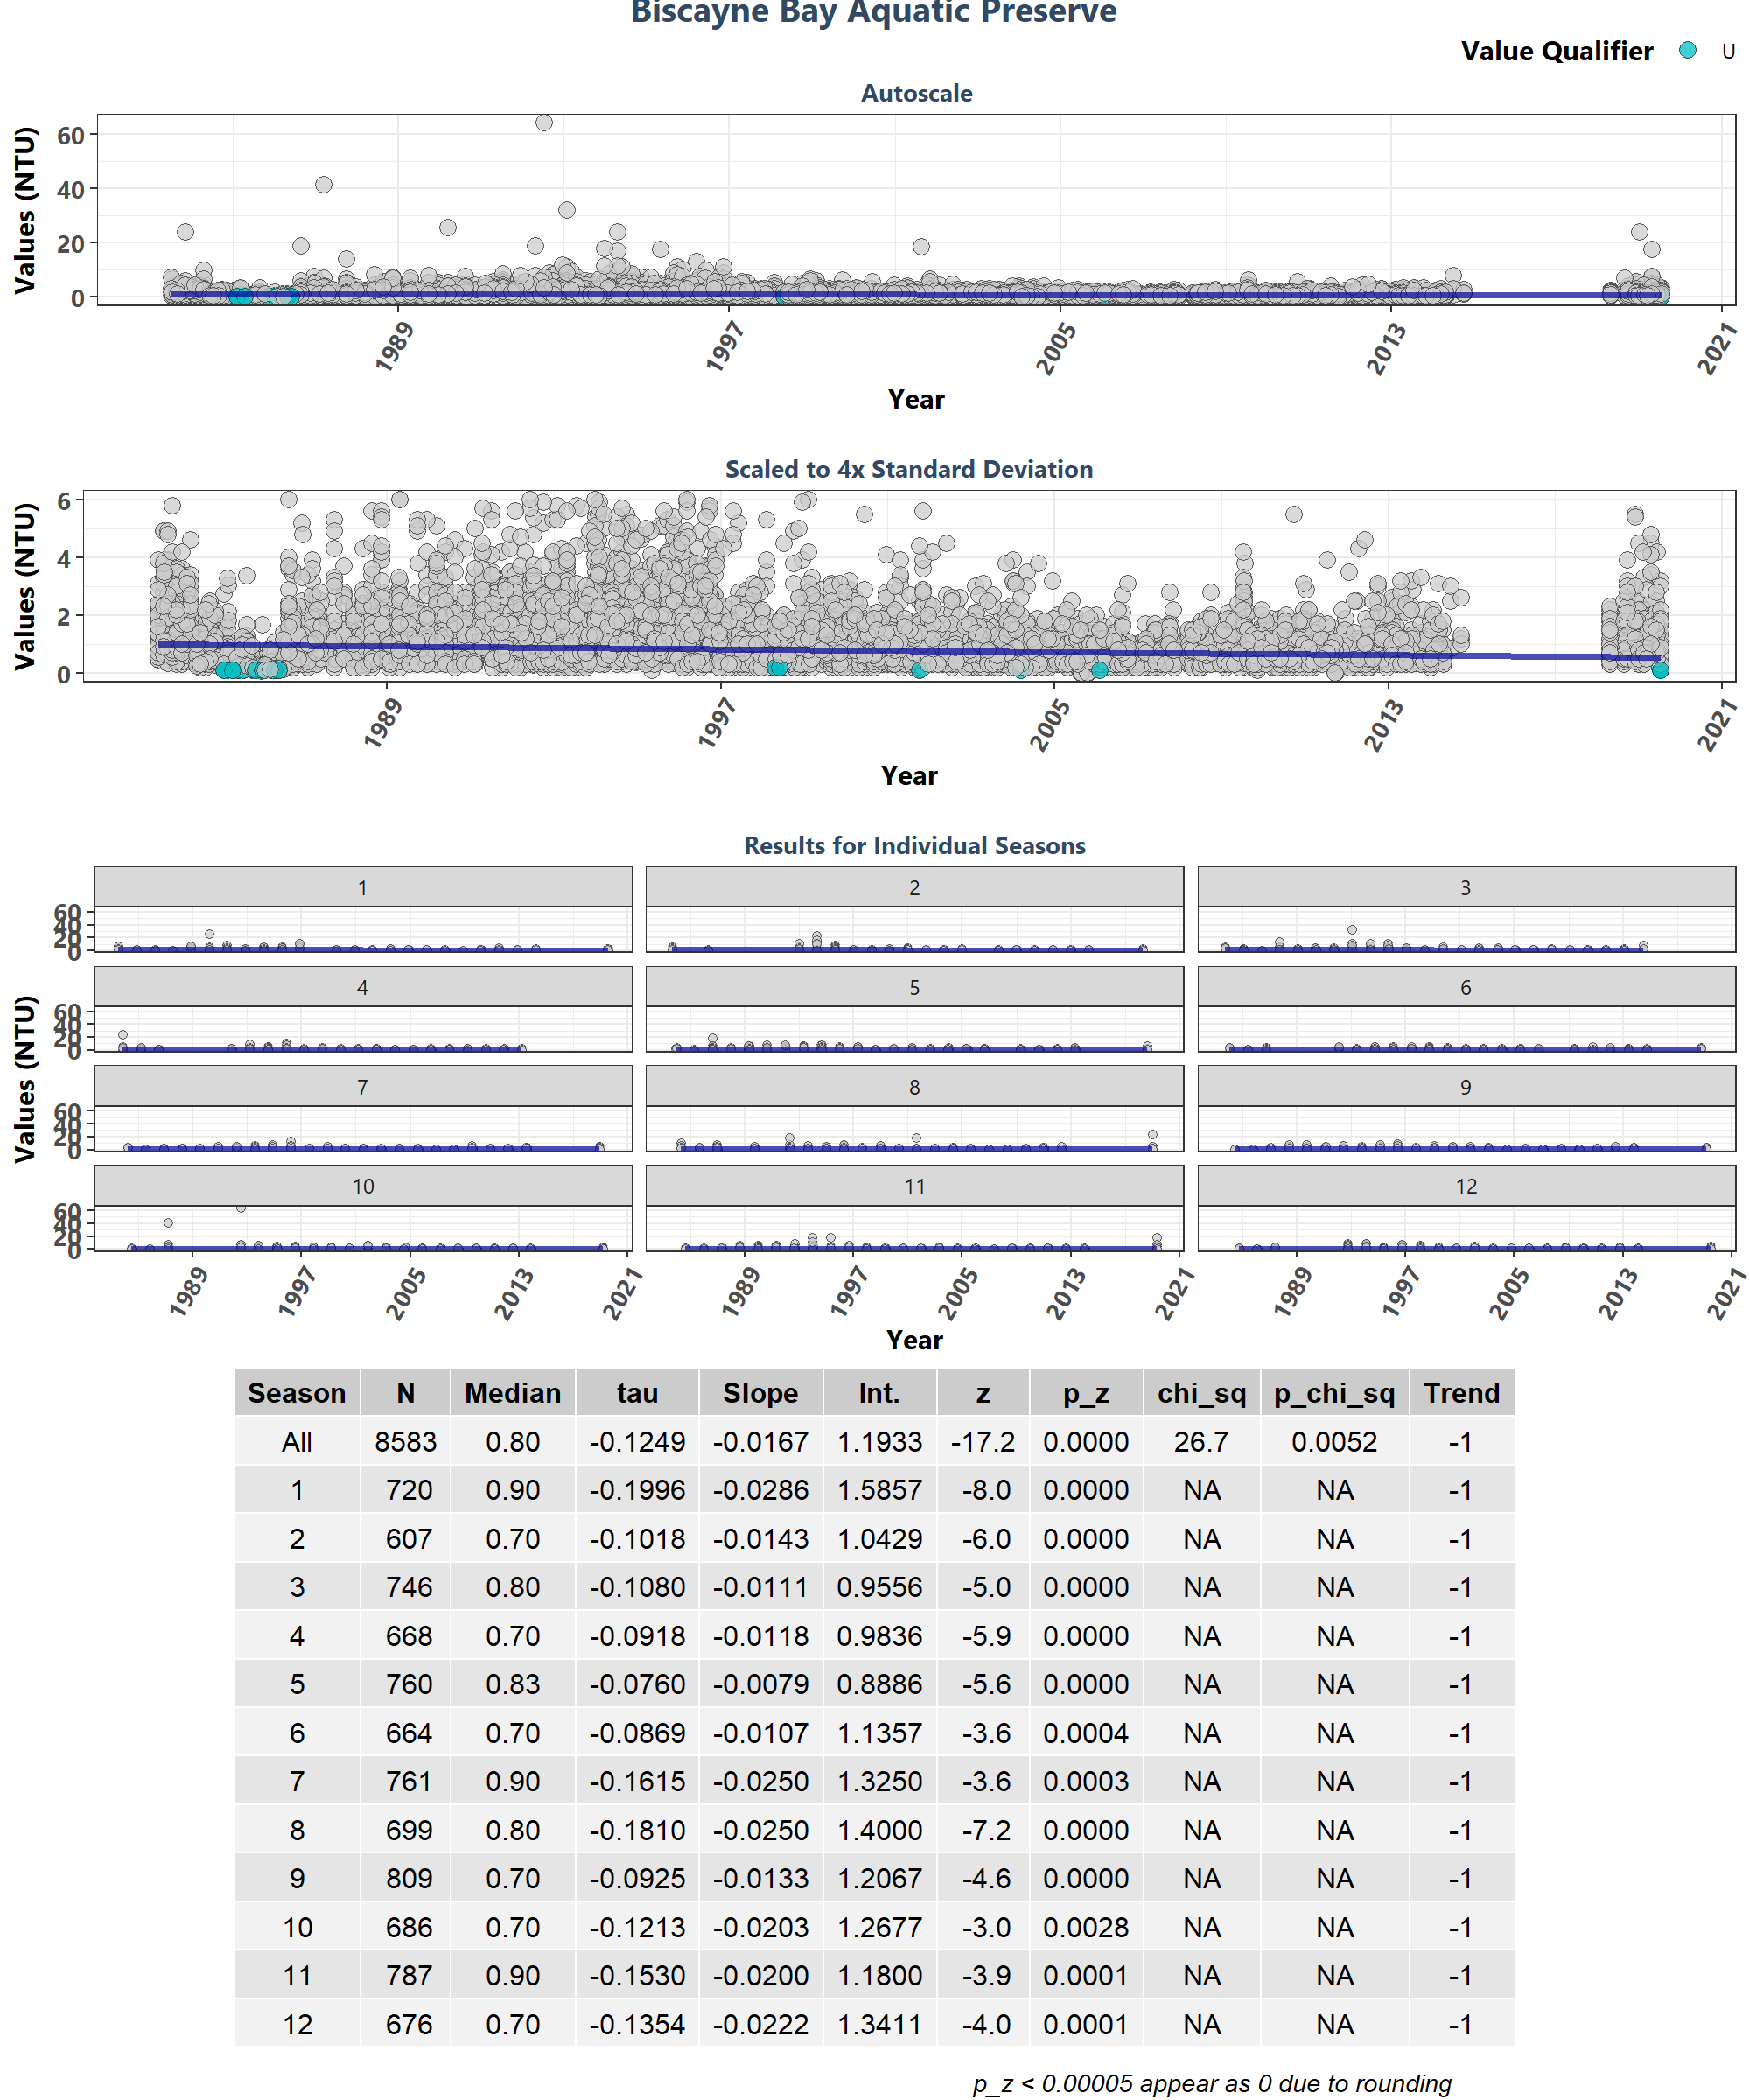 Biscayne Bay Aquatic Preserve
Value Qualifier U
Autoscale
Values (NTU)
60
40
20
0
1989 1997 2005 2013 2021
Year
Scaled to 4x Standard Deviation
Values (NTU)
6
4
2
0
1989 1997 2005 2013 2021
Year
Results for Individual Seasons
Values (NTU)
1 2 3
60
40
20
0
4 5 6
60
40
20
0
7 8 9
60
40
20
0
10 11 12
60
40
20
0
1989 1997 2005 2013 2021 1989 1997 2005 2013 2021 1989 1997 2005 2013 2021
Year
Season N Median tau Slope Int. z p_z chi_sq p_chi_sq Trend
All 8583 0.80 -0.1249 -0.0167 1.1933 -17.2 0.0000 26.7 0.0052 -1
1 720 0.90 -0.1996 -0.0286 1.5857 -8.0 0.0000 NA NA -1
2 607 0.70 -0.1018 -0.0143 1.0429 -6.0 0.0000 NA NA -1
3 746 0.80 -0.1080 -0.0111 0.9556 -5.0 0.0000 NA NA -1
4 668 0.70 -0.0918 -0.0118 0.9836 -5.9 0.0000 NA NA -1
5 760 0.83 -0.0760 -0.0079 0.8886 -5.6 0.0000 NA NA -1
6 664 0.70 -0.0869 -0.0107 1.1357 -3.6 0.0004 NA NA -1
7 761 0.90 -0.1615 -0.0250 1.3250 -3.6 0.0003 NA NA -1
8 699 0.80 -0.1810 -0.0250 1.4000 -7.2 0.0000 NA NA -1
9 809 0.70 -0.0925 -0.0133 1.2067 -4.6 0.0000 NA NA -1
10 686 0.70 -0.1213 -0.0203 1.2677 -3.0 0.0028 NA NA -1
11 787 0.90 -0.1530 -0.0200 1.1800 -3.9 0.0001 NA NA -1
12 676 0.70 -0.1354 -0.0222 1.3411 -4.0 0.0001 NA NA -1
p_z < 0.00005 appear as 0 due to rounding